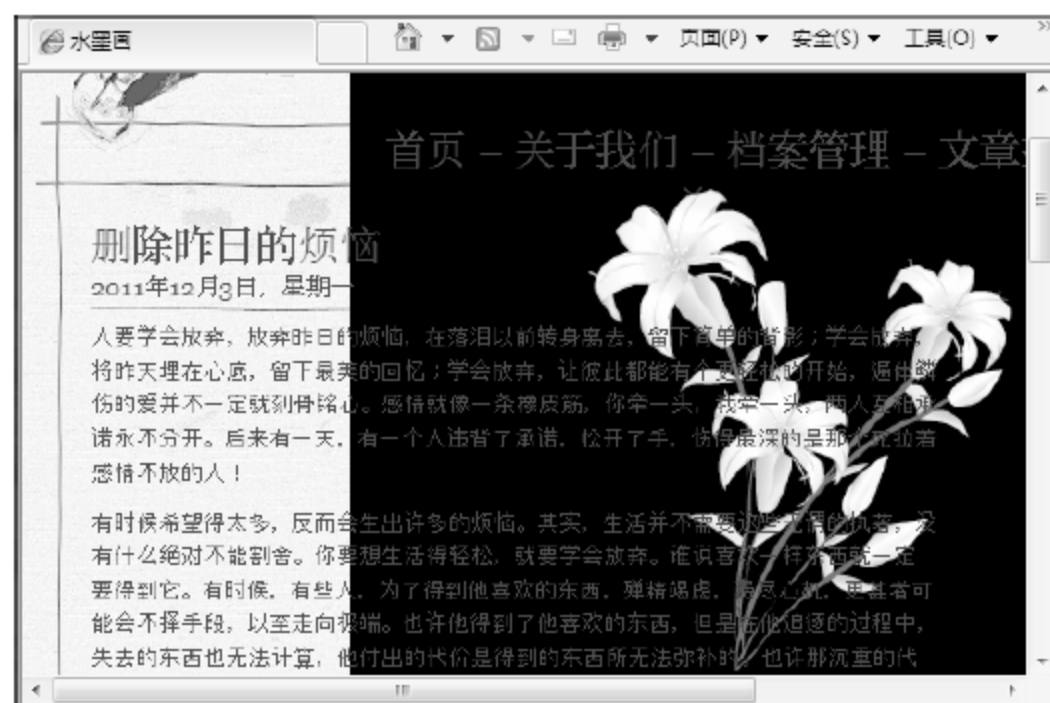 水墨画
页面(P) 安全(S) 工具(O)
首页 – 关于我们 – 档案管理 – 文章
删除昨日的烦恼
2011年12月3日, 星期一
人要学会放弃, 放弃昨日的烦恼, 在落泪以前转身离去, 留下简单的背影；学会放弃,
将昨天埋在心底, 留下最美的回忆；学会放弃, 让彼此都能有个更轻松的开始, 遍体鳞
伤的爱并不一定就刻骨铭心。感情就像一条橡皮筋, 你牵一头, 我牵一头, 两人互相承
诺永不分开。后来有一天, 有一个人违背了承诺, 松开了手, 伤得最深的是那个 拉着
感情不放的人！
有时候希望得太多, 反而会生出许多的烦恼。其实, 生活并不需要这些 的执著, 没
有什么绝对不能割舍。你要想生活得轻松, 就要学会放弃。谁说喜欢一样东西就一定
要得到它。有时候, 有些人, 为了得到他喜欢的东西, 殚精竭虑, 更甚者可
能会不择手段, 以至走向极端。也许他得到了他喜欢的东西, 但是在他追逐的过程中,
失去的东西也无法计算, 他付出的代价是得到的东西所无法弥补的, 也许那沉重的代